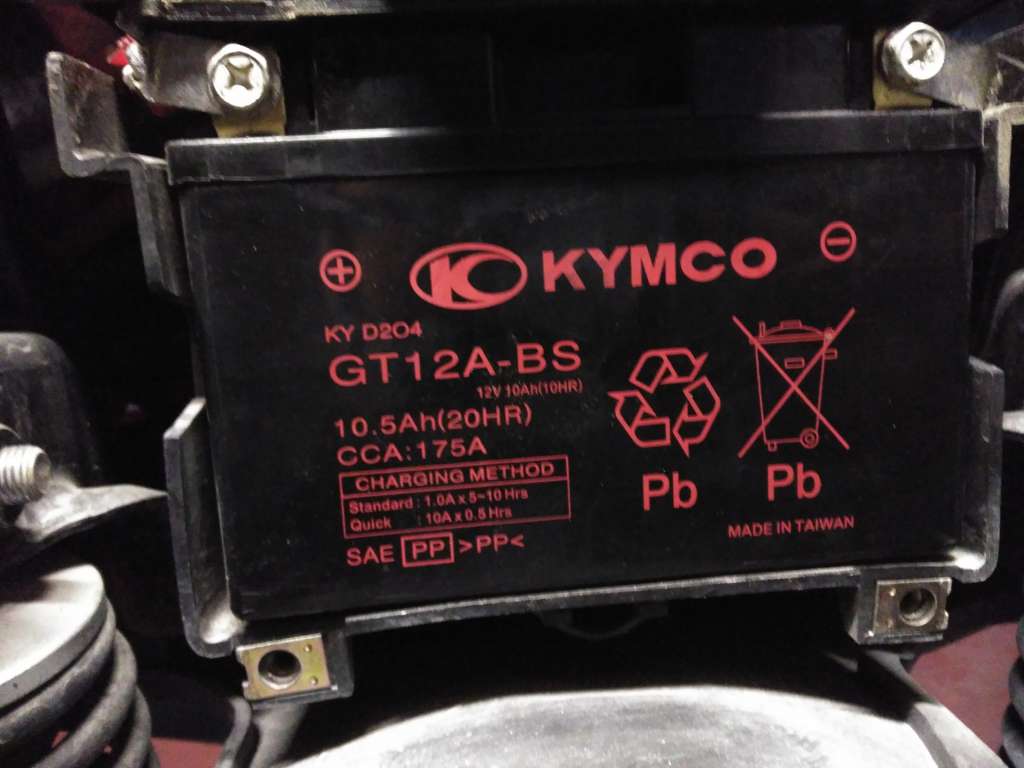 KYMCO
KY D204
GT12A-BS
12V 10Ah(10HR)
10.5Ah(20HR)
CCA:175A
CHARGING METHOD
Standard : 1.0A x 5~10 Hrs
Quick : 10A x 0.5 Hrs
SAE PP >PP<
Pb
Pb
MADE IN TAIWAN